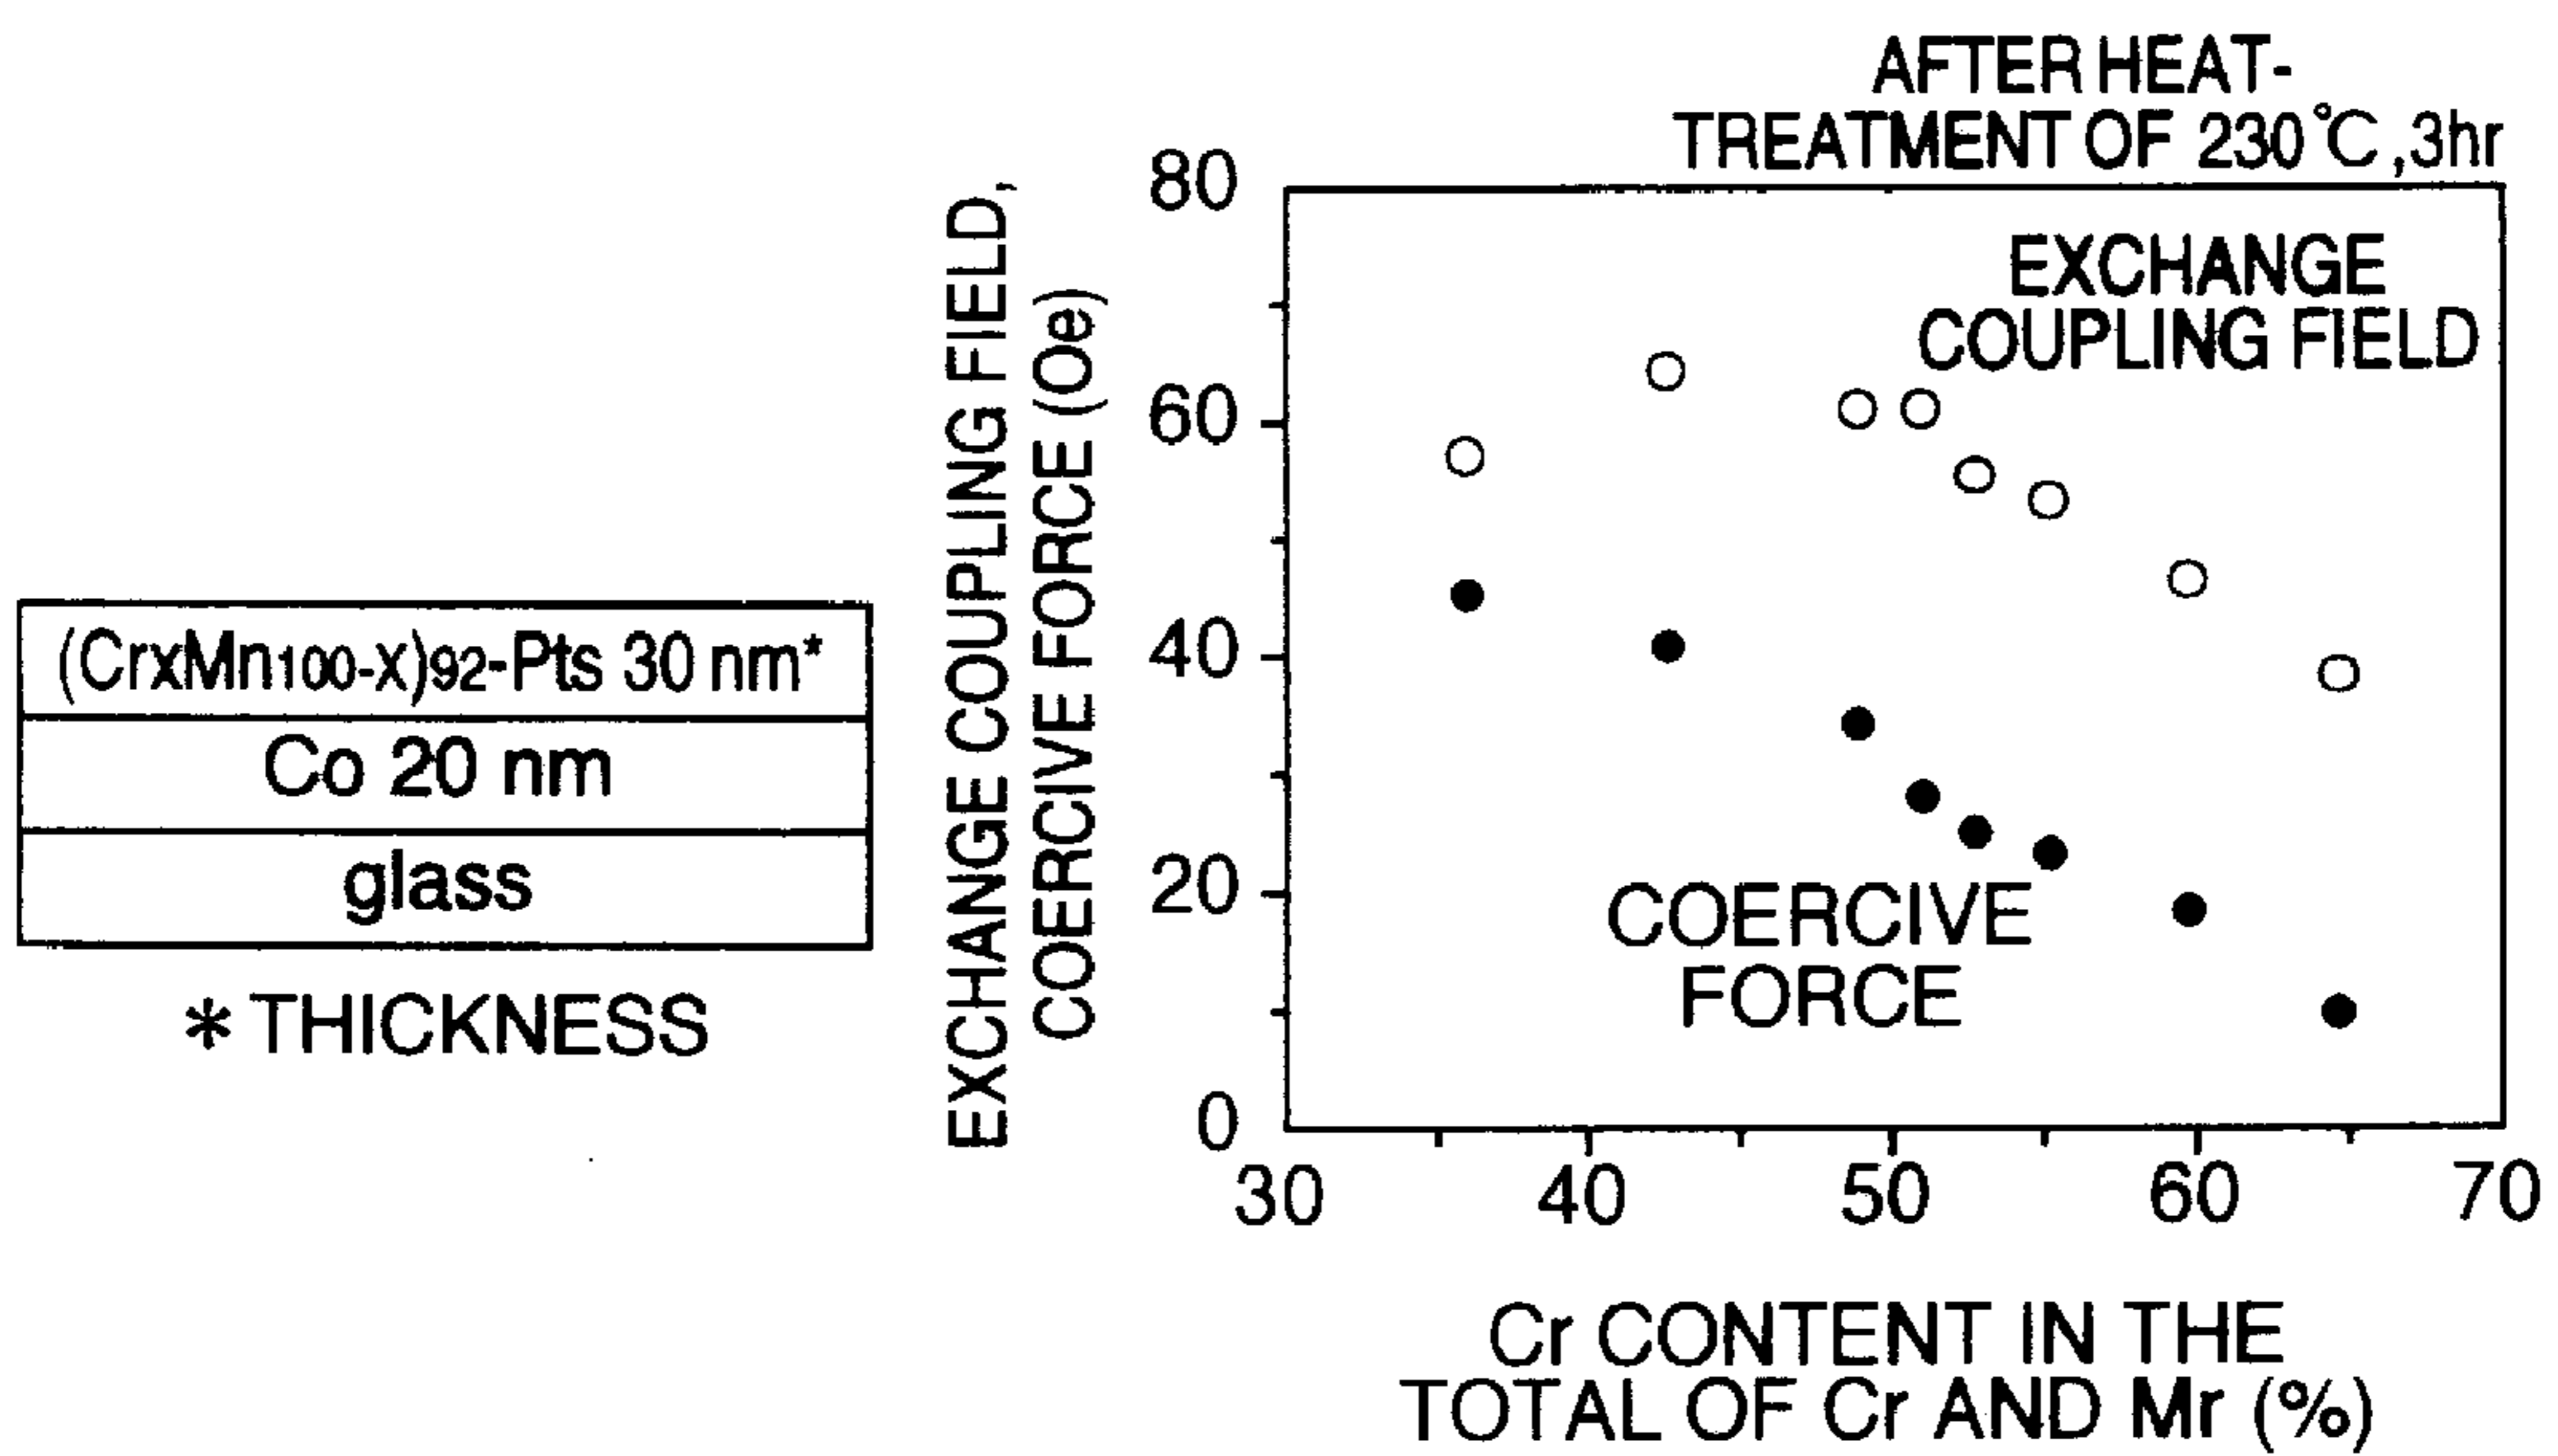 (CrxMn100-x)92-Pts 30 nm*
Co 20 nm
glass
* THICKNESS
AFTER HEAT-
TREATMENT OF 230℃,3hr
EXCHANGE COUPLING FIELD,
COERCIVE FORCE (Oe)
80
60
40
20
0
EXCHANGE
COUPLING FIELD
COERCIVE
FORCE
30 40 50 60 70
Cr CONTENT IN THE
TOTAL OF Cr AND Mr (%)